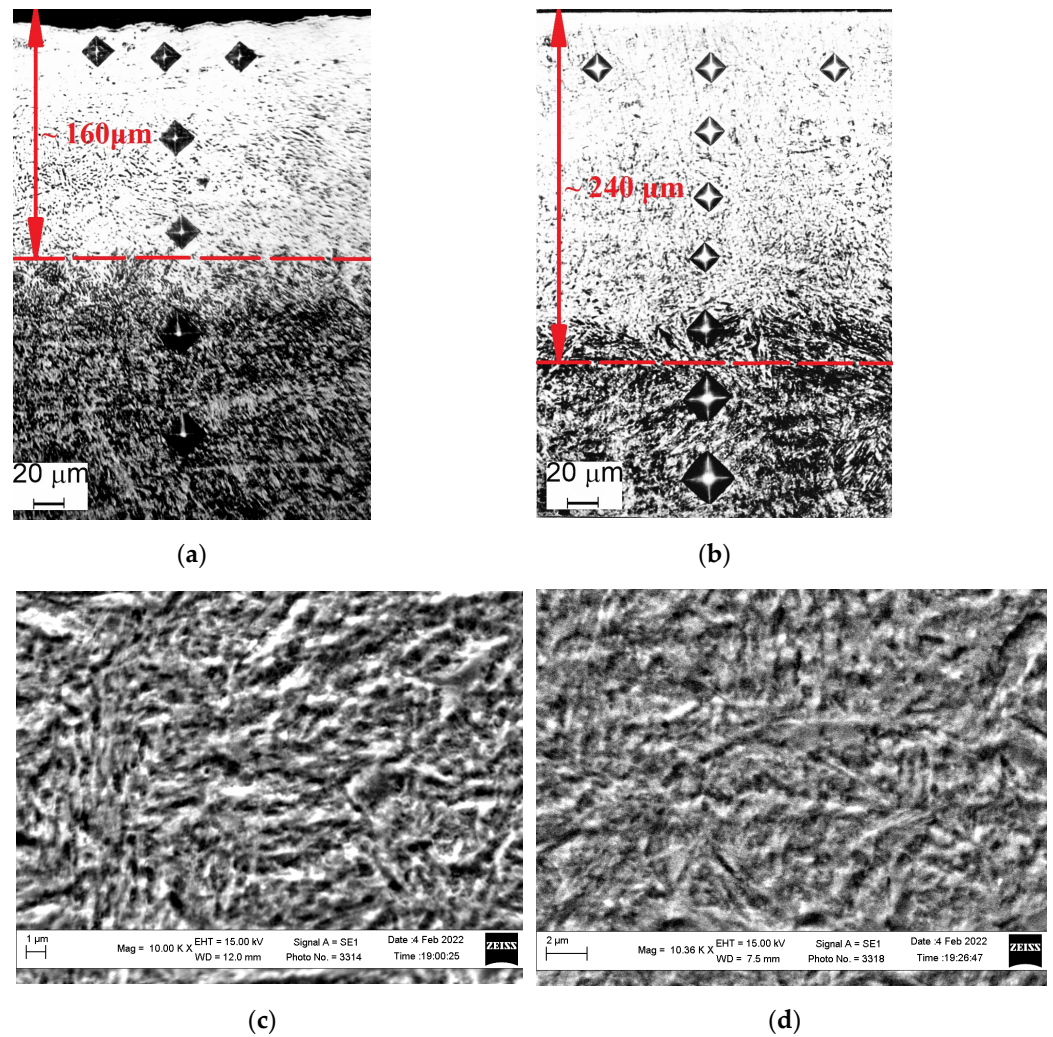 ~ 160μm
20 μm
(a)
~ 240 μm
20 μm
(b)
1 μm
Mag = 10.00 K X
EHT = 15.00 kV
WD = 12.0 mm
Signal A = SE1
Photo No. = 3314
Date :4 Feb 2022
Time :19:00:25
ZEISS
(c)
2 μm
Mag = 10.36 K X
EHT = 15.00 kV
WD = 7.5 mm
Signal A = SE1
Photo No. = 3318
Date :4 Feb 2022
Time :19:26:47
ZEISS
(d)